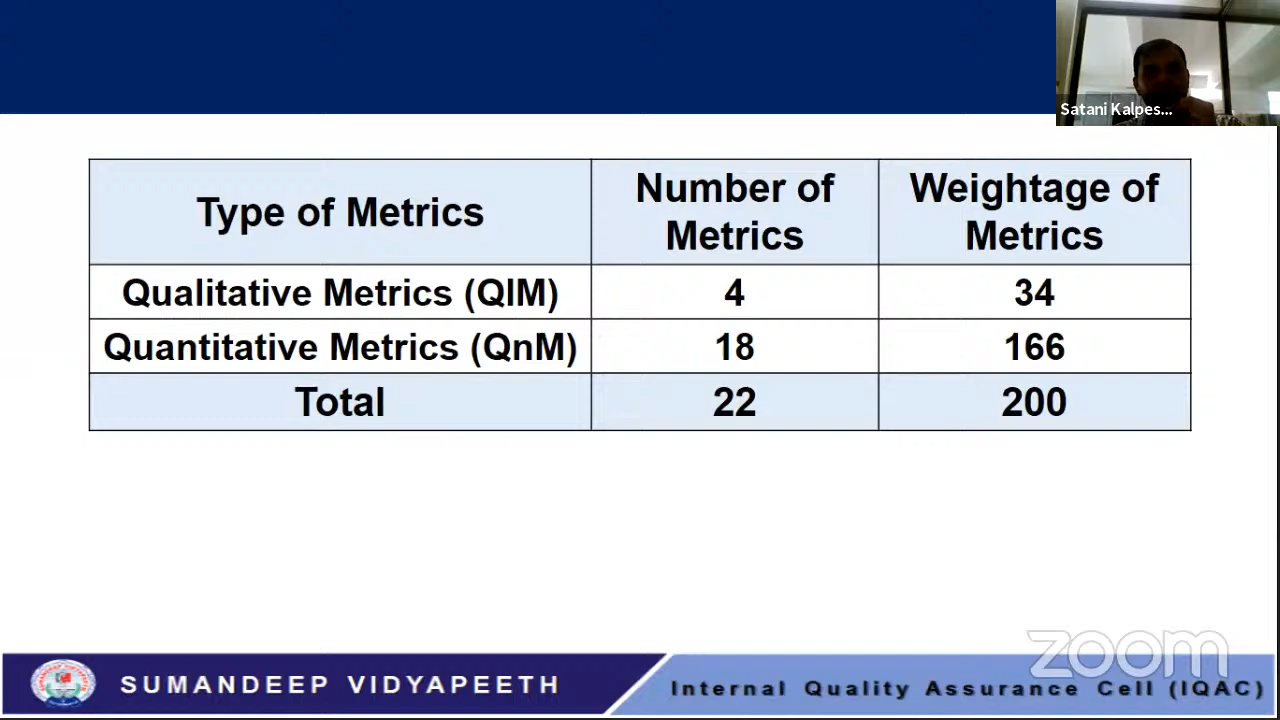 Satani Kalpes...
Type of Metrics
Number of
Metrics
Weightage of
Metrics
Qualitative Metrics (QlM)
4
34
Quantitative Metrics (QnM)
18
166
Total
22
200
zoom
SUMANDEEP VIDYAPEETH
Internal Quality Assurance Cell (IQAC)